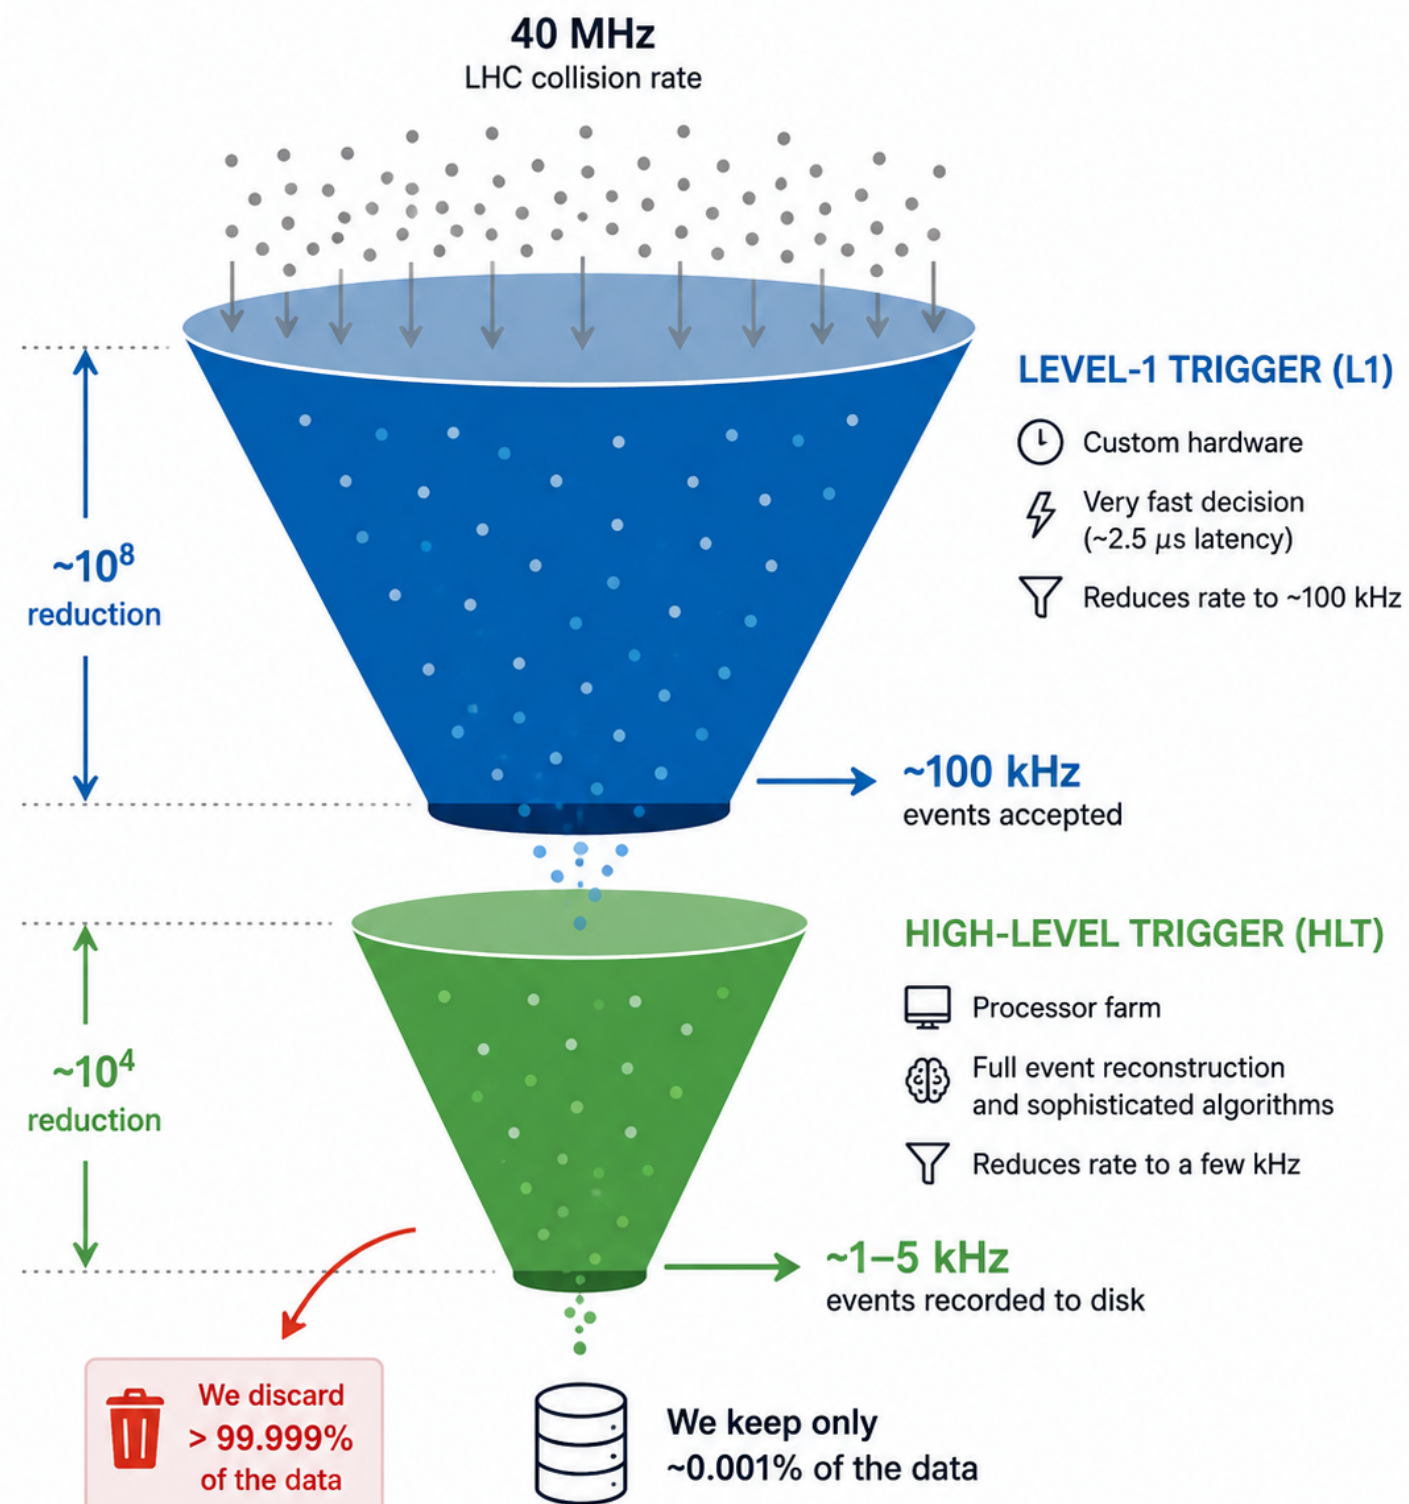 40 MHz
LHC collision rate
LEVEL-1 TRIGGER (L1)
Custom hardware
Very fast decision
(~2.5 μs latency)
Reduces rate to ~100 kHz
~10⁸
reduction
~100 kHz
events accepted
HIGH-LEVEL TRIGGER (HLT)
Processor farm
Full event reconstruction
and sophisticated algorithms
Reduces rate to a few kHz
~10⁴
reduction
~1–5 kHz
events recorded to disk
We discard
> 99.999%
of the data
We keep only
~0.001% of the data